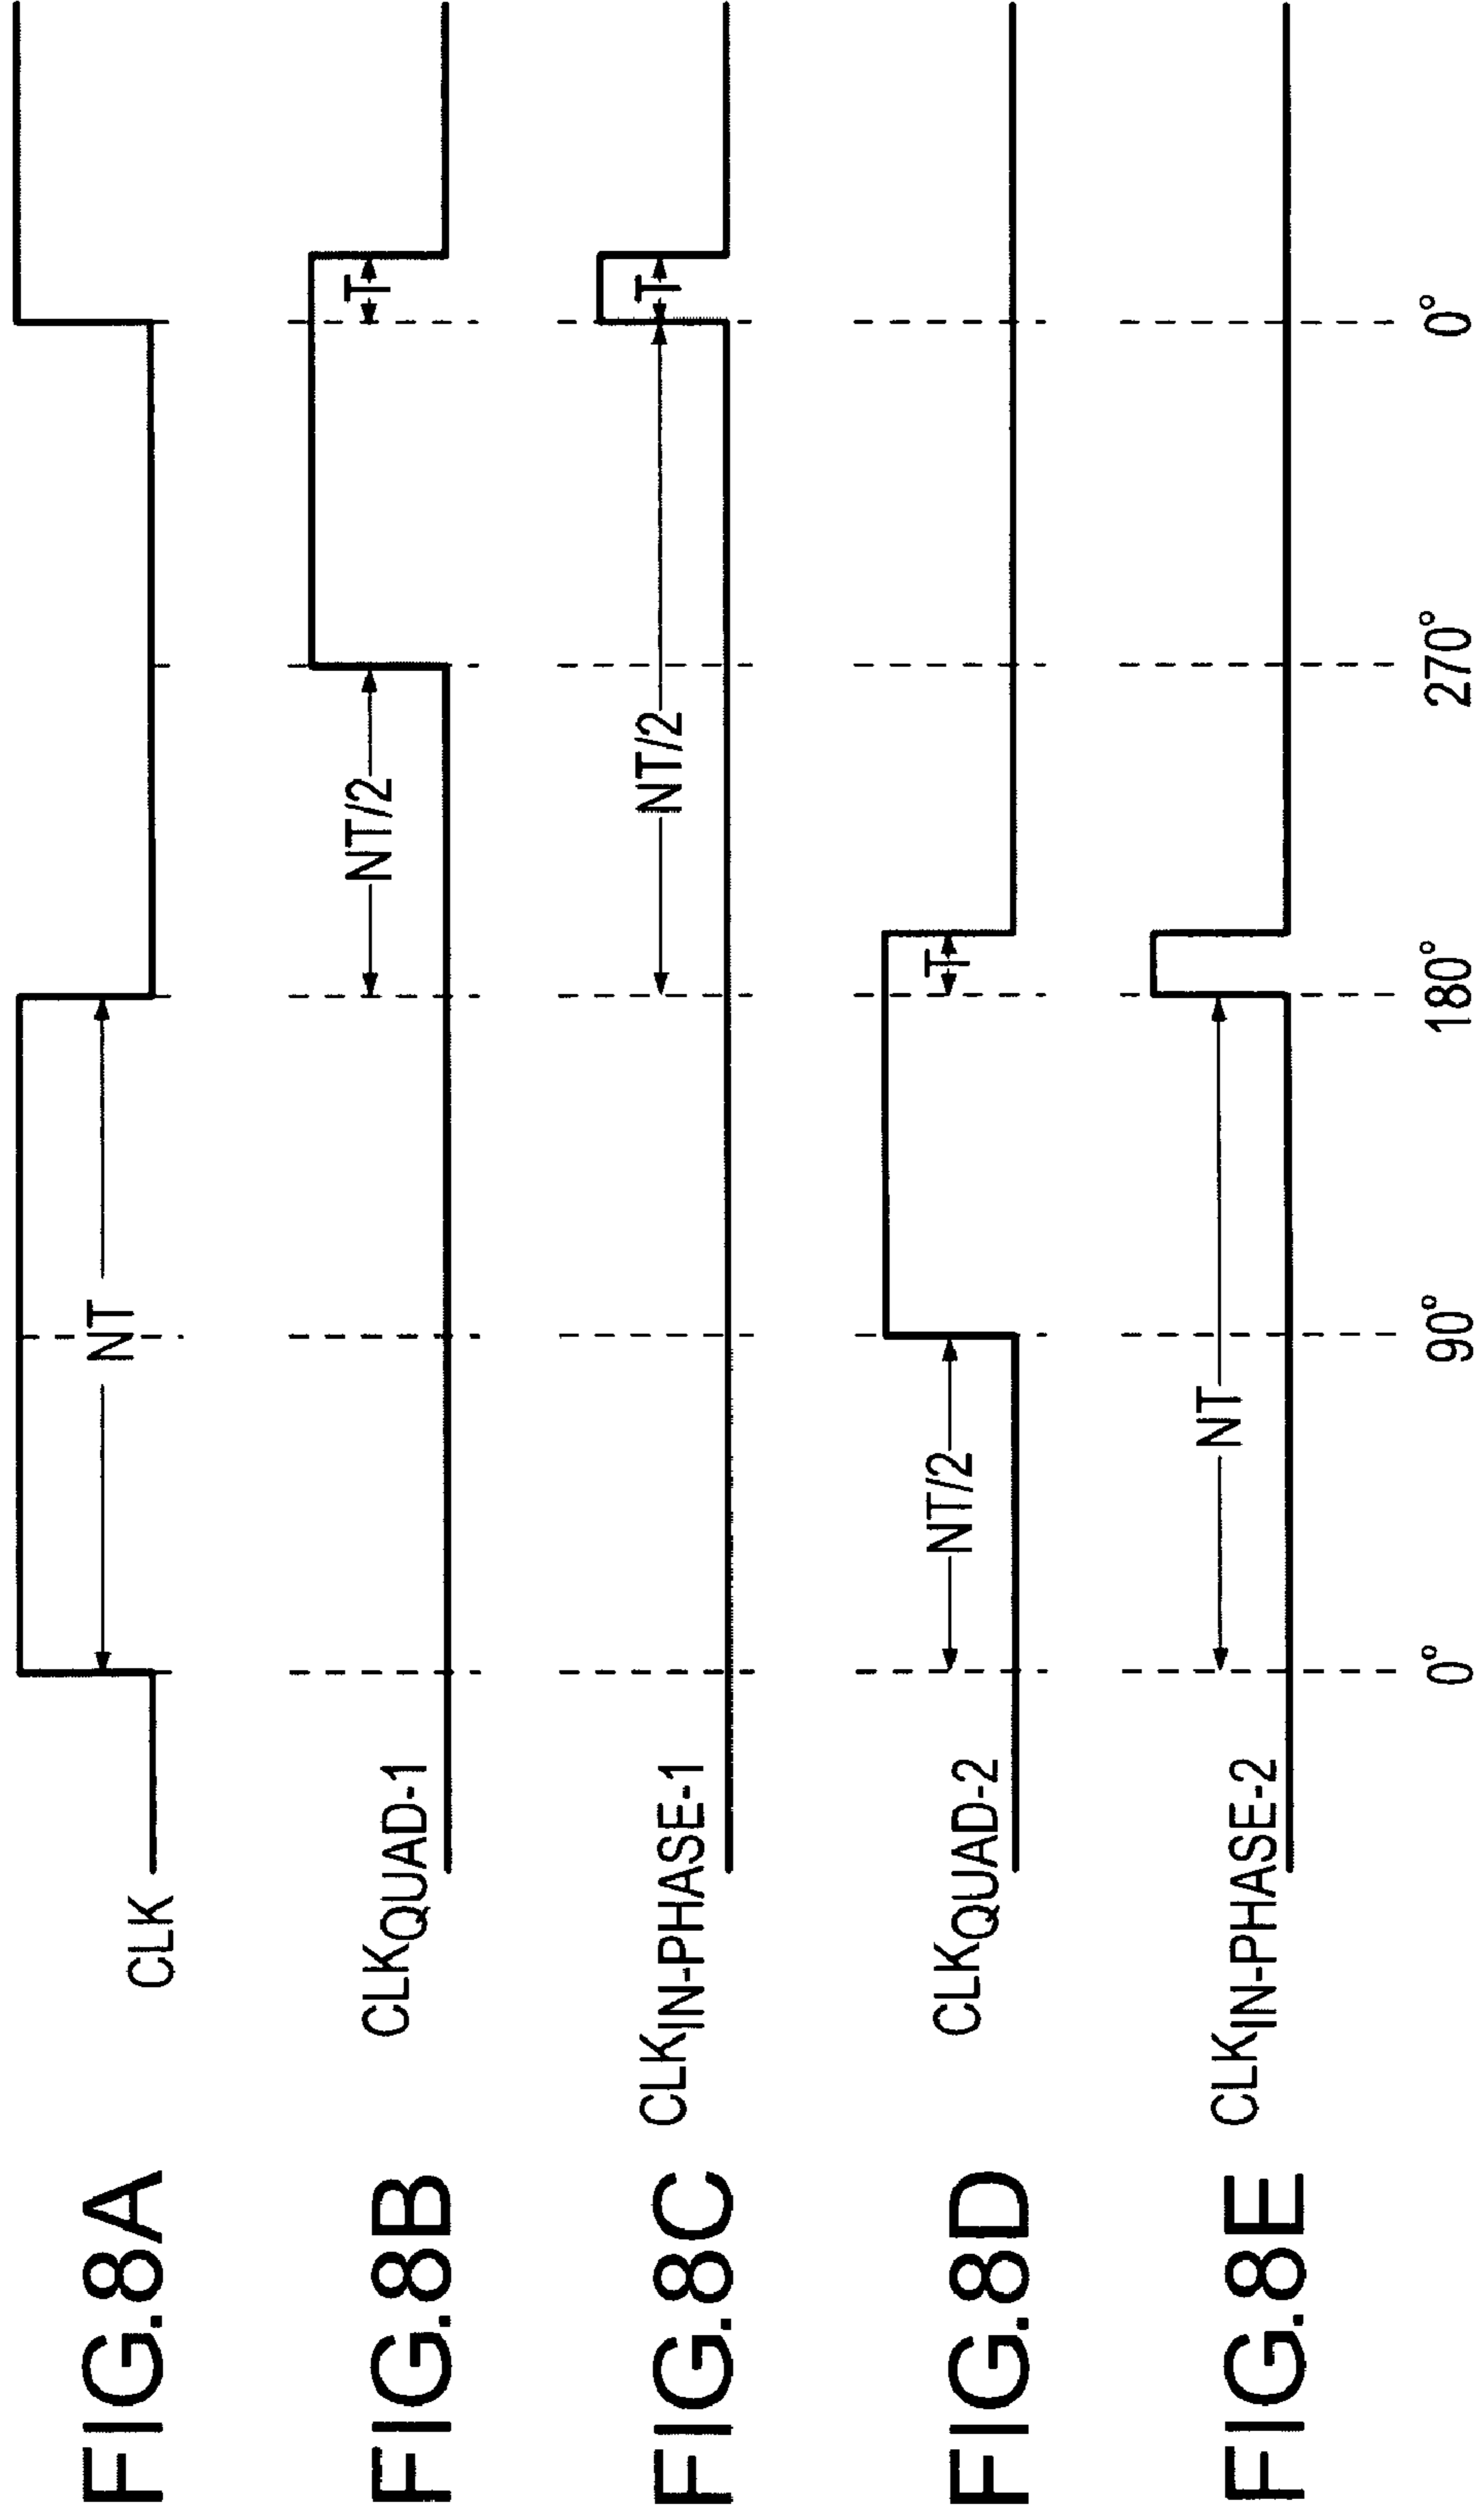 FIG.8A CLK NT
FIG.8B CLKQUAD-1 NT/2 T
FIG.8C CLKIN-PHASE-1 NT/2 T
FIG.8D CLKQUAD-2 NT/2 T
FIG.8E CLKIN-PHASE-2 NT
0° 90° 180° 270° 0°